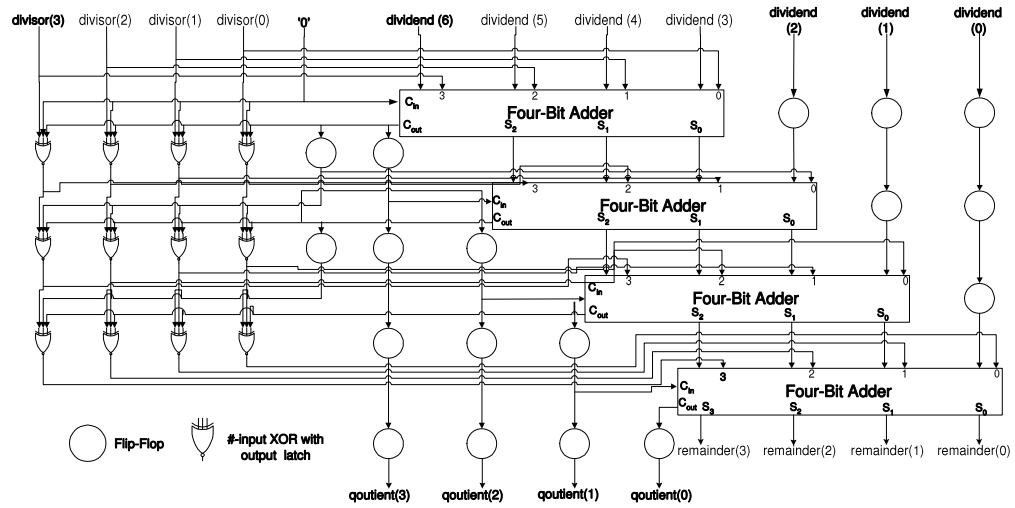 divisor(3) divisor(2) divisor(1) divisor(0) '0' dividend (6) dividend (5) dividend (4) dividend (3) dividend (2) dividend (1) dividend (0)
3 2 1 0
Cin Four-Bit Adder
Cout S2 S1 S0
3 2 1 0
Cin Four-Bit Adder
Cout S2 S1 S0
3 2 1 0
Cin Four-Bit Adder
Cout S2 S1 S0
3 2 1 0
Cin Four-Bit Adder
Cout S3 S2 S1 S0
Flip-Flop
#-input XOR with
output latch
remainder(3) remainder(2) remainder(1) remainder(0)
qoutient(3) qoutient(2) qoutient(1) qoutient(0)